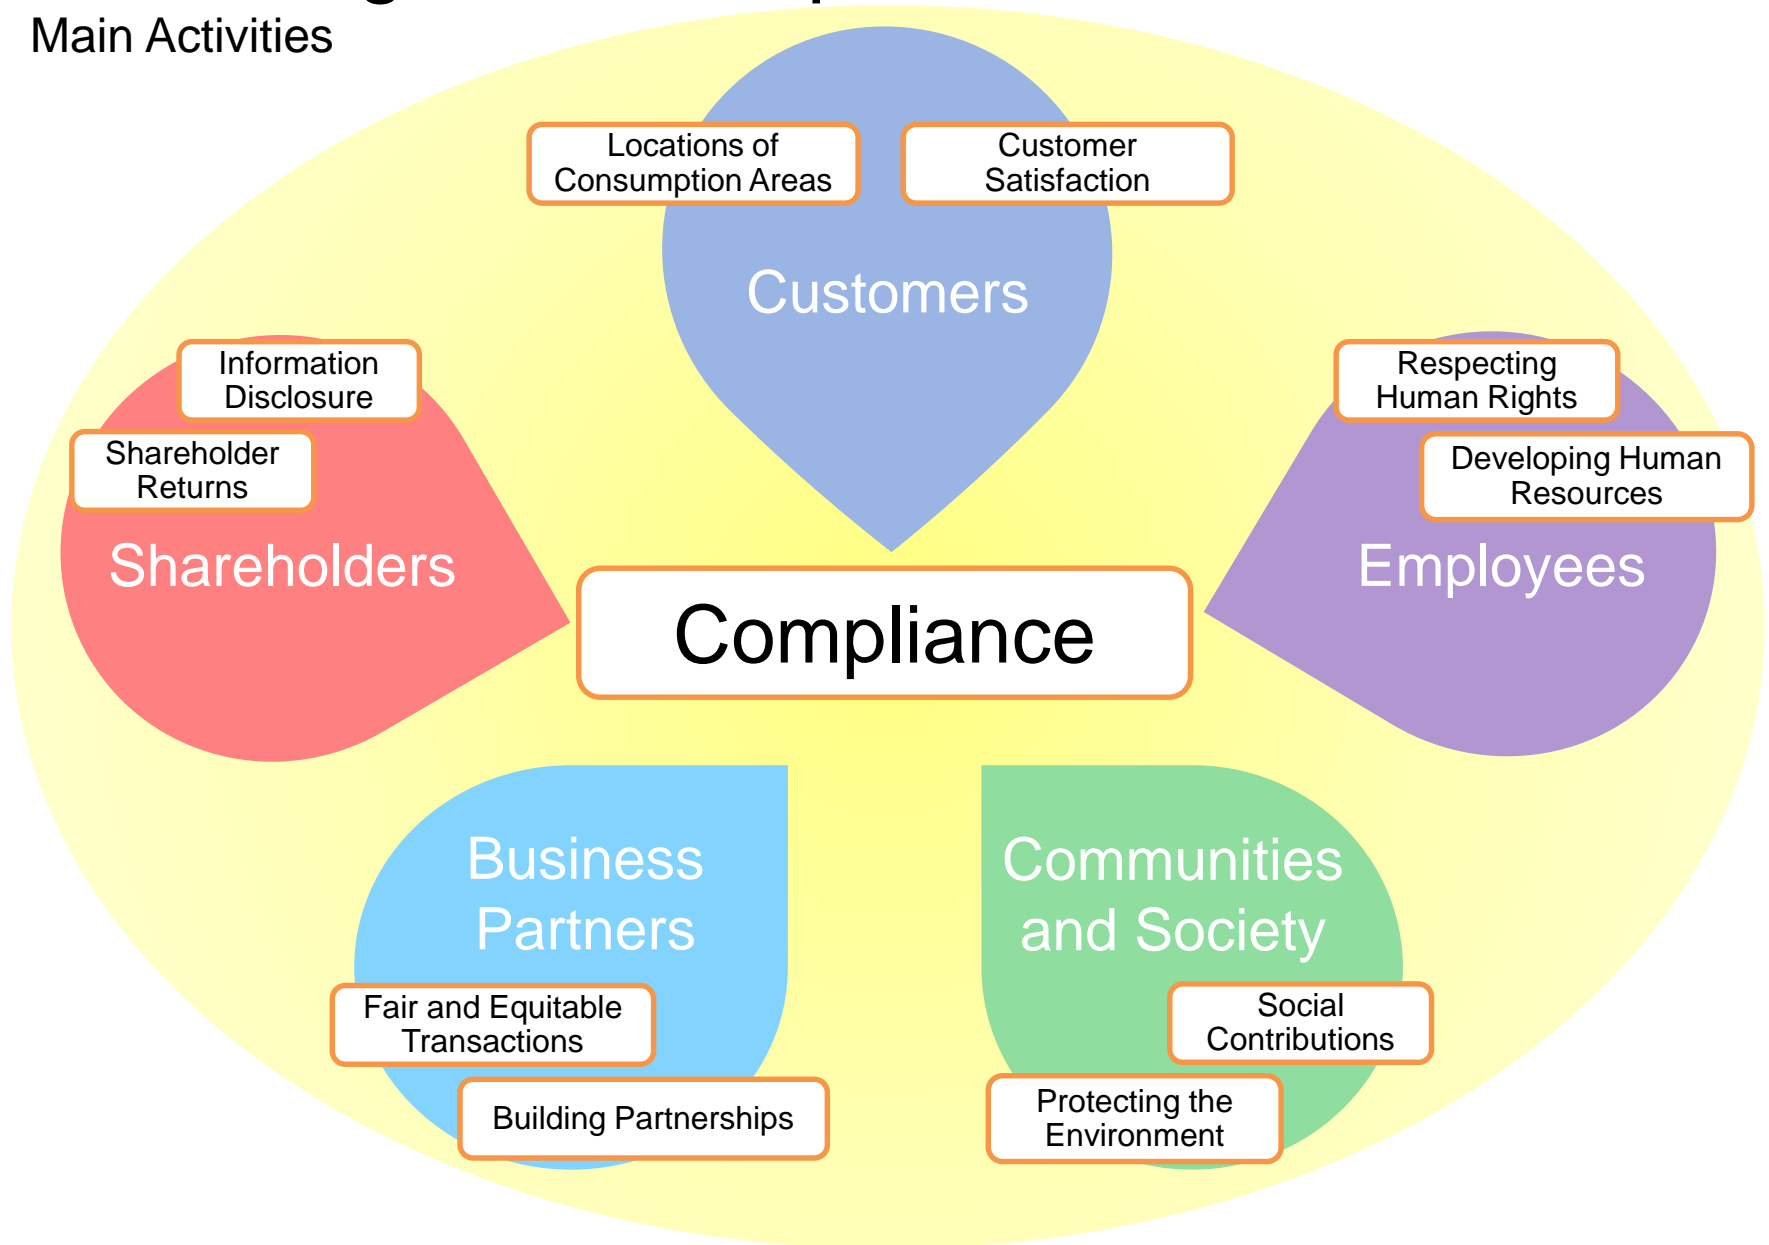 Main Activities
Locations of
Consumption Areas
Customer
Satisfaction
Customers
Information
Disclosure
Shareholder
Returns
Shareholders
Respecting
Human Rights
Developing Human
Resources
Employees
Compliance
Business
Partners
Fair and Equitable
Transactions
Building Partnerships
Communities
and Society
Social
Contributions
Protecting the
Environment